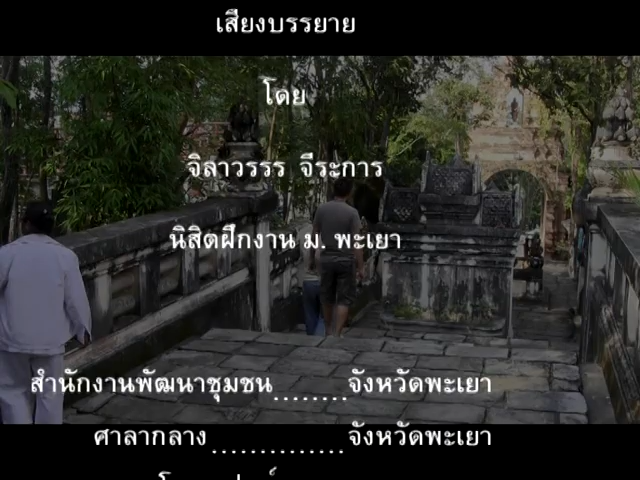 เสียงบรรยาย
โดย
จิลาวรรร จีระการ
นิสิตฝึกงาน ม. พะเยา
สำนักงานพัฒนาชุมชน........จังหวัดพะเยา
ศาลากลาง..............จังหวัดพะเยา